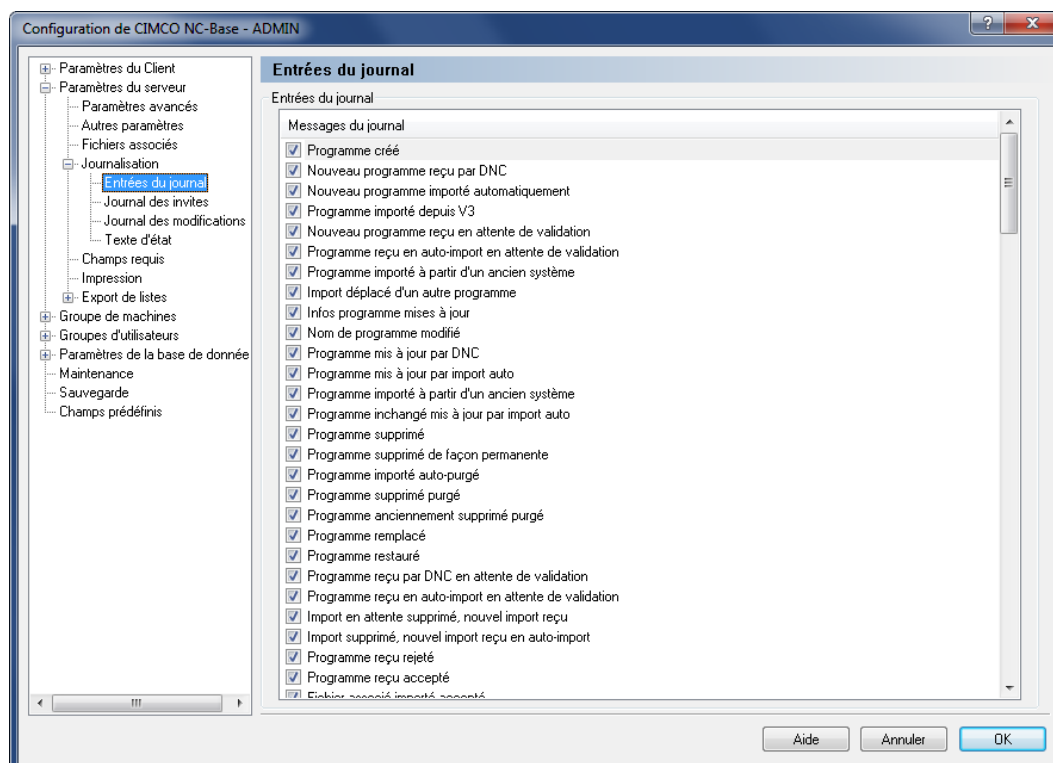 Configuration de CIMCO NC-Base - ADMIN
Paramètres du Client
Paramètres du serveur
Paramètres avancés
Autres paramètres
Fichiers associés
Journalisation
Entrées du journal
Journal des invites
Journal des modifications
Texte d'état
Champs requis
Impression
Export de listes
Groupe de machines
Groupes d'utilisateurs
Paramètres de la base de donnée
Maintenance
Sauvegarde
Champs prédéfinis
Entrées du journal
Entrées du journal
Messages du journal
Programme créé
Nouveau programme reçu par DNC
Nouveau programme importé automatiquement
Programme importé depuis V3
Nouveau programme reçu en attente de validation
Programme reçu en auto-import en attente de validation
Programme importé à partir d'un ancien système
Import déplacé d'un autre programme
Infos programme mises à jour
Nom de programme modifié
Programme mis à jour par DNC
Programme mis à jour par import auto
Programme importé à partir d'un ancien système
Programme inchangé mis à jour par import auto
Programme supprimé
Programme supprimé de façon permanente
Programme importé auto-purgé
Programme supprimé purgé
Programme anciennement supprimé purgé
Programme remplacé
Programme restauré
Programme reçu par DNC en attente de validation
Programme reçu en auto-import en attente de validation
Import en attente supprimé, nouvel import reçu
Import supprimé, nouvel import reçu en auto-import
Programme reçu rejeté
Programme reçu accepté
Fichier associé importé accepté
Aide
Annuler
OK